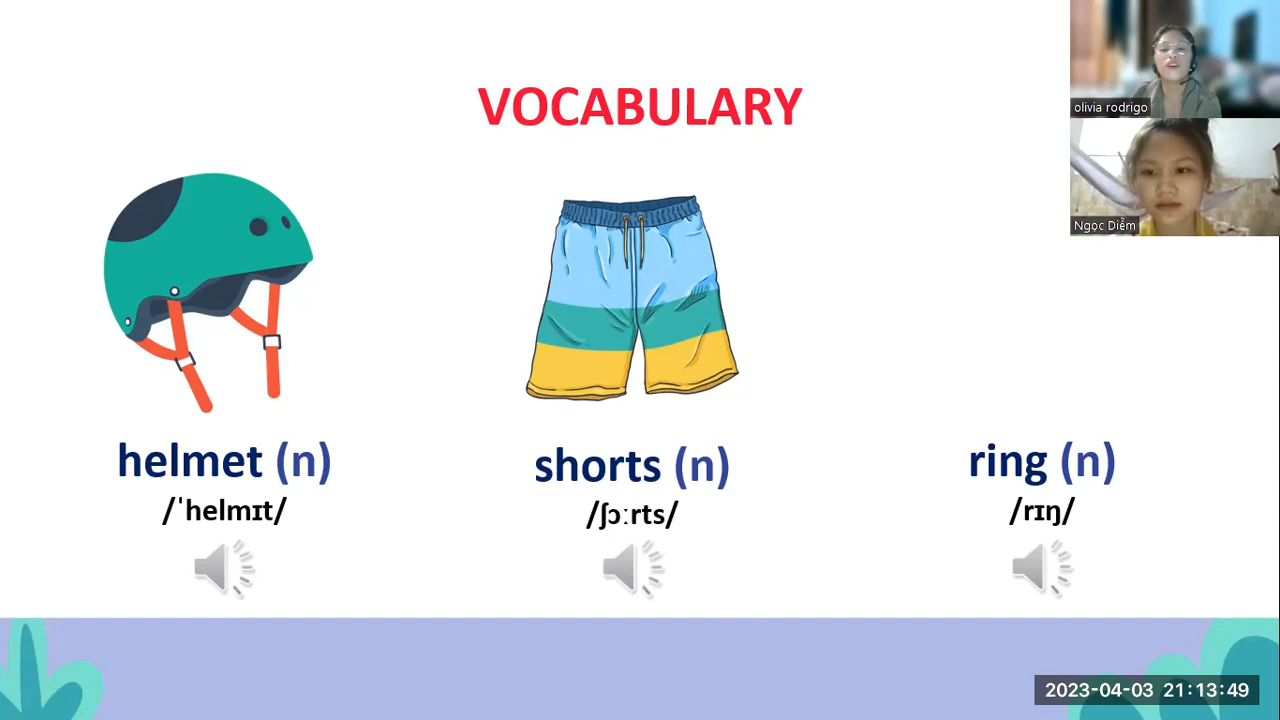 VOCABULARY
olivia rodrigo
Ngọc Diễm
helmet (n)
/ˈhelmɪt/
shorts (n)
/ʃɔːrts/
ring (n)
/rɪŋ/
2023-04-03 21:13:49